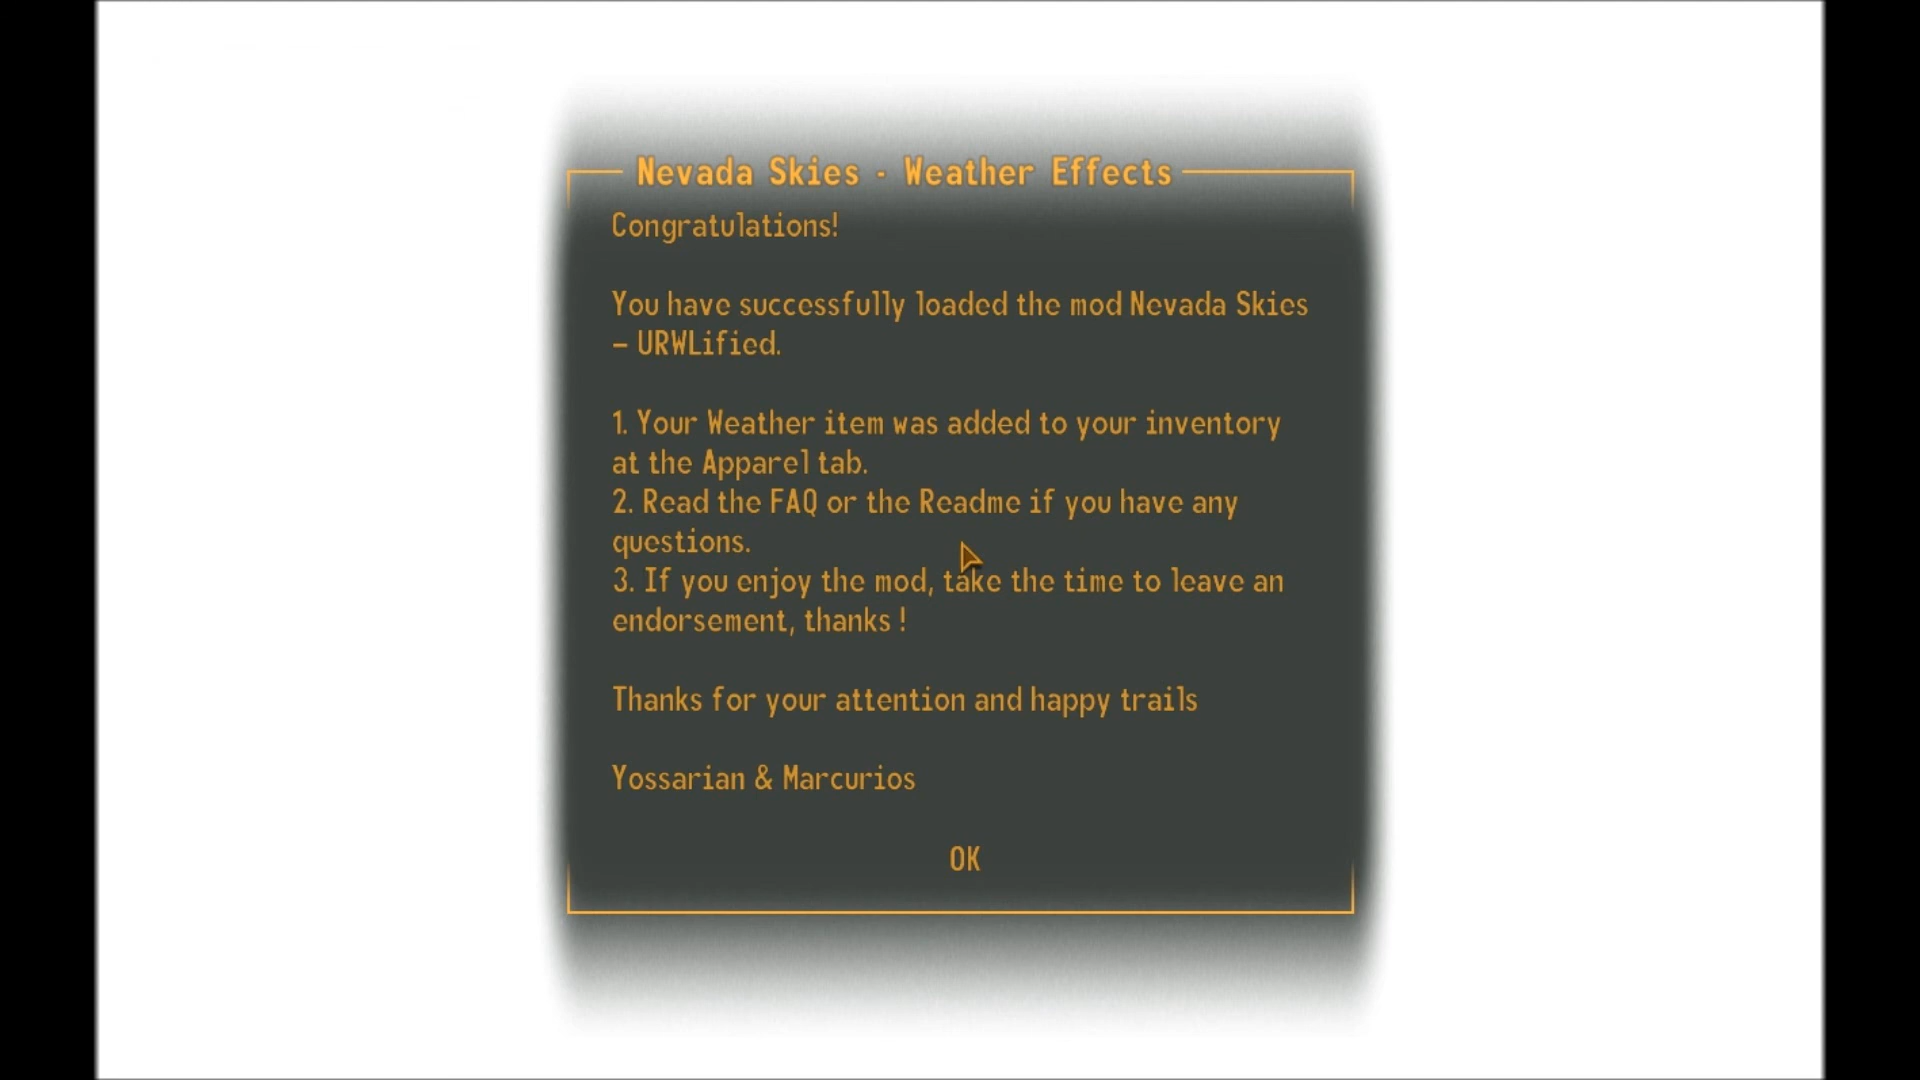 Nevada Skies - Weather Effects
Congratulations!
You have successfully loaded the mod Nevada Skies
– URWLified.
1. Your Weather item was added to your inventory
at the Apparel tab.
2. Read the FAQ or the Readme if you have any
questions.
3. If you enjoy the mod, take the time to leave an
endorsement, thanks !
Thanks for your attention and happy trails
Yossarian & Marcurios
OK